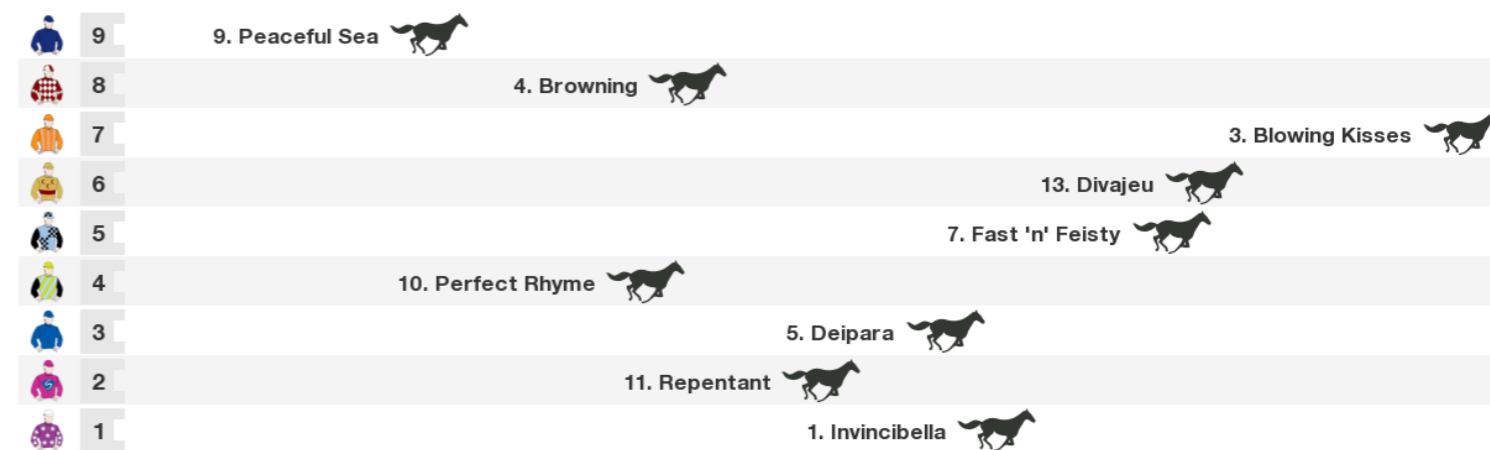 9 9. Peaceful Sea
8 4. Browning
7 3. Blowing Kisses
6 13. Divajeu
5 7. Fast 'n' Feisty
4 10. Perfect Rhyme
3 5. Deipara
2 11. Repentant
1 1. Invincibella